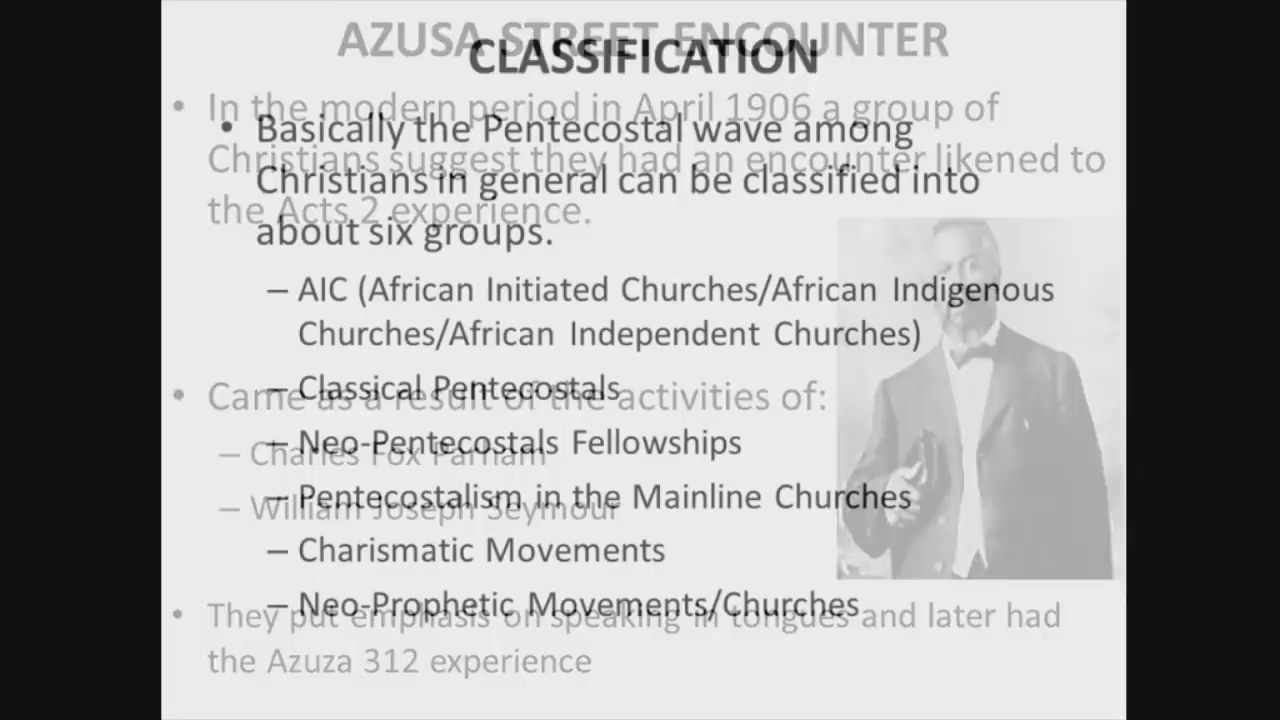 AZUSA STREET ENCOUNTER
• In the modern period in April 1906 a group of
Christians suggest they had an encounter likened to
the Acts 2 experience.
• Came as a result of the activities of:
– Charles Fox Parham
– William Joseph Seymour
• They put emphasis on speaking in tongues and later had
the Azuza 312 experience
CLASSIFICATION
• Basically the Pentecostal wave among
Christians in general can be classified into
about six groups.
– AIC (African Initiated Churches/African Indigenous
Churches/African Independent Churches)
– Classical Pentecostals
– Neo-Pentecostals Fellowships
– Pentecostalism in the Mainline Churches
– Charismatic Movements
– Neo-Prophetic Movements/Churches